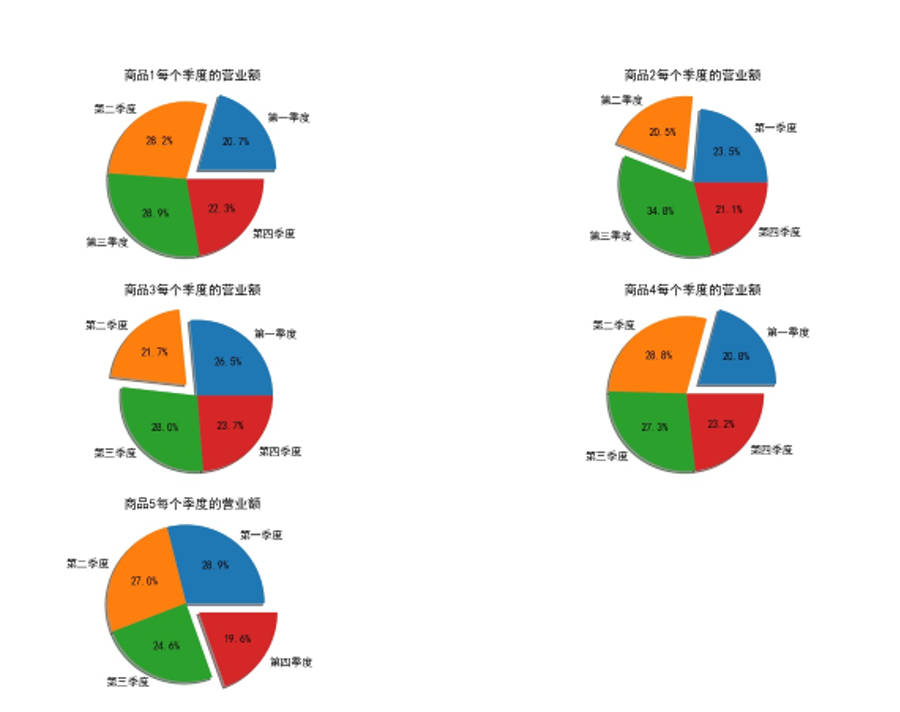 商品1每个季度的营业额
第二季度
第一季度
28.2%
20.7%
28.9%
22.3%
第三季度
第四季度
商品2每个季度的营业额
第二季度
第一季度
20.5%
23.5%
34.8%
21.1%
第三季度
第四季度
商品3每个季度的营业额
第二季度
第一季度
21.7%
26.5%
28.0%
23.7%
第三季度
第四季度
商品4每个季度的营业额
第二季度
第一季度
28.8%
20.8%
27.3%
23.2%
第三季度
第四季度
商品5每个季度的营业额
第一季度
第二季度
28.9%
27.0%
24.6%
19.6%
第四季度
第三季度